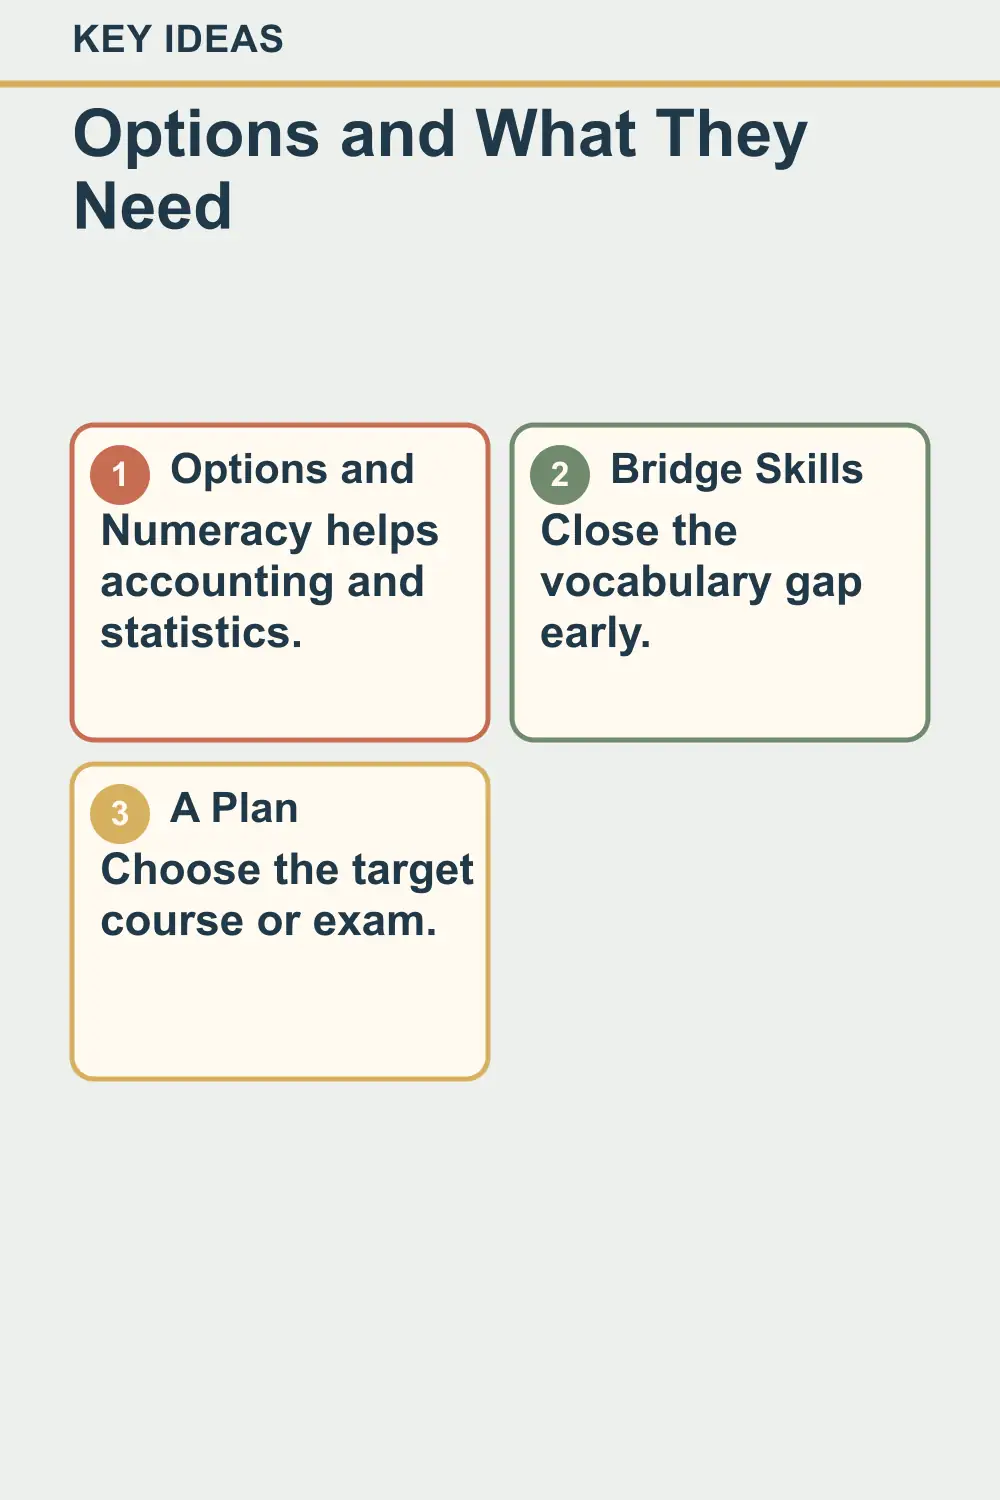 KEY IDEAS
Options and What They
Need
1 Options and
Numeracy helps
accounting and
statistics.
2 Bridge Skills
Close the
vocabulary gap
early.
3 A Plan
Choose the target
course or exam.